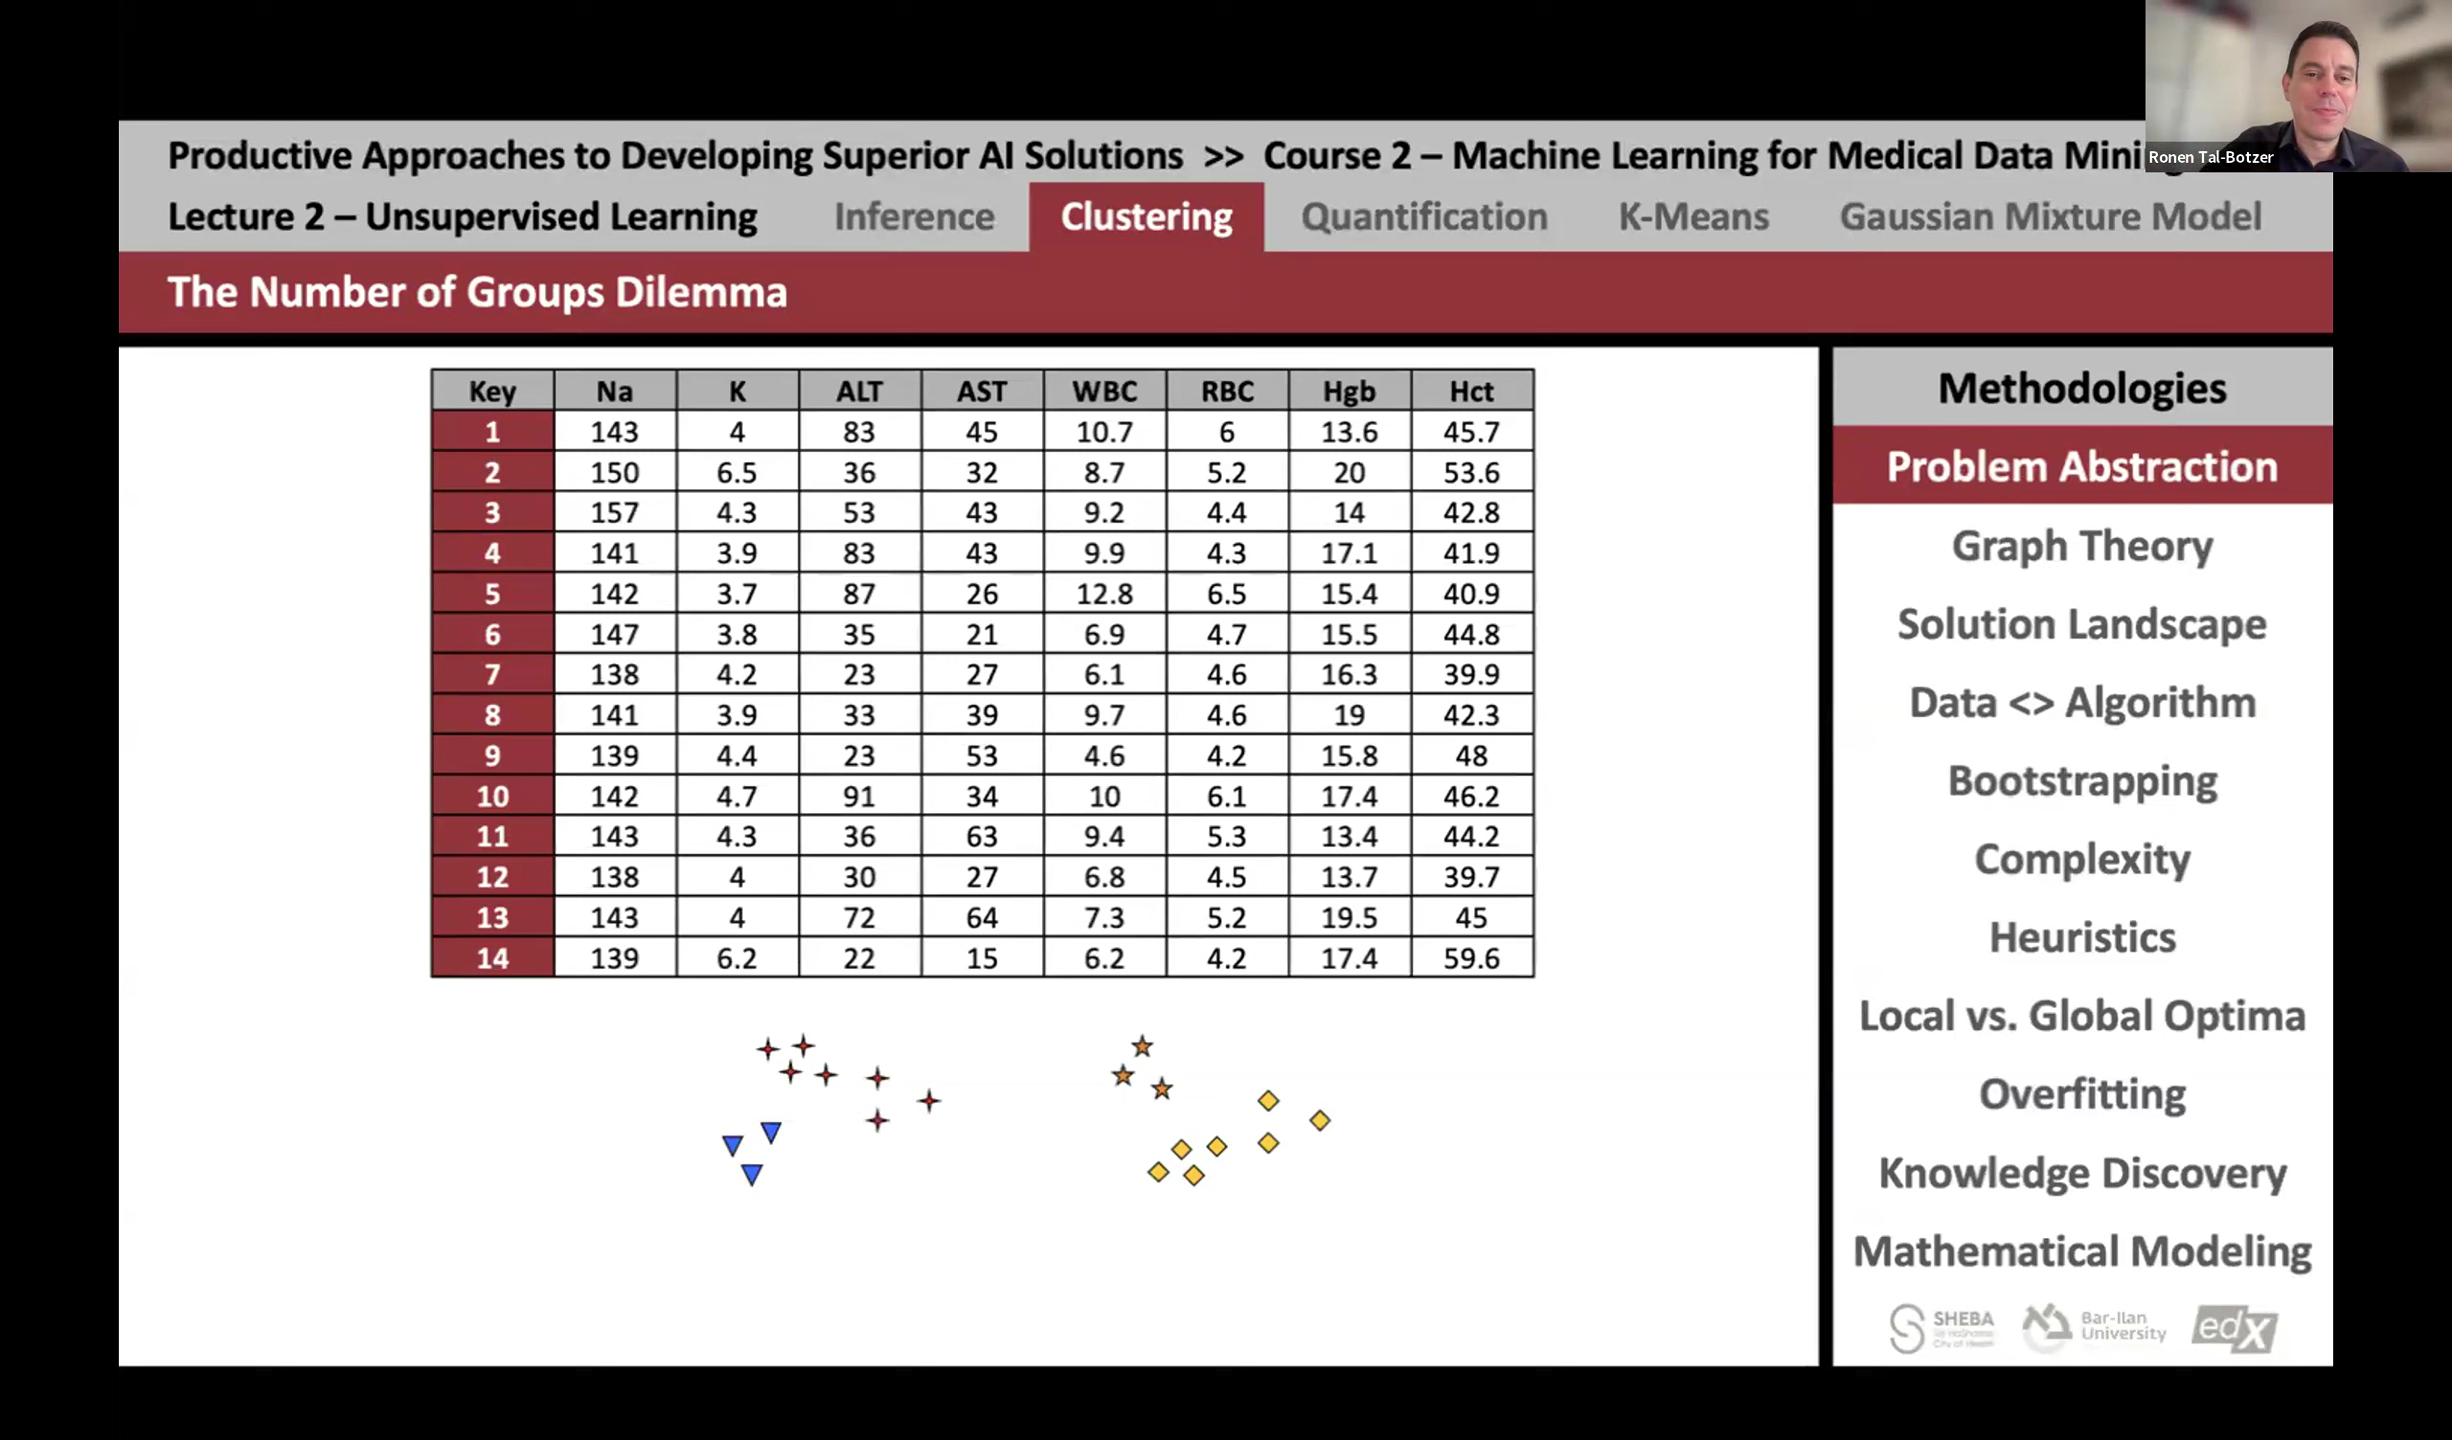 Productive Approaches to Developing Superior AI Solutions >> Course 2 – Machine Learning for Medical Data Mini
Ronen Tal-Botzer
Lecture 2 – Unsupervised Learning Inference Clustering Quantification K-Means Gaussian Mixture Model
The Number of Groups Dilemma
Key Na K ALT AST WBC RBC Hgb Hct
1 143 4 83 45 10.7 6 13.6 45.7
2 150 6.5 36 32 8.7 5.2 20 53.6
3 157 4.3 53 43 9.2 4.4 14 42.8
4 141 3.9 83 43 9.9 4.3 17.1 41.9
5 142 3.7 87 26 12.8 6.5 15.4 40.9
6 147 3.8 35 21 6.9 4.7 15.5 44.8
7 138 4.2 23 27 6.1 4.6 16.3 39.9
8 141 3.9 33 39 9.7 4.6 19 42.3
9 139 4.4 23 53 4.6 4.2 15.8 48
10 142 4.7 91 34 10 6.1 17.4 46.2
11 143 4.3 36 63 9.4 5.3 13.4 44.2
12 138 4 30 27 6.8 4.5 13.7 39.7
13 143 4 72 64 7.3 5.2 19.5 45
14 139 6.2 22 15 6.2 4.2 17.4 59.6
Methodologies
Problem Abstraction
Graph Theory
Solution Landscape
Data <> Algorithm
Bootstrapping
Complexity
Heuristics
Local vs. Global Optima
Overfitting
Knowledge Discovery
Mathematical Modeling
SHEBA
Bar-Ilan
University
edX